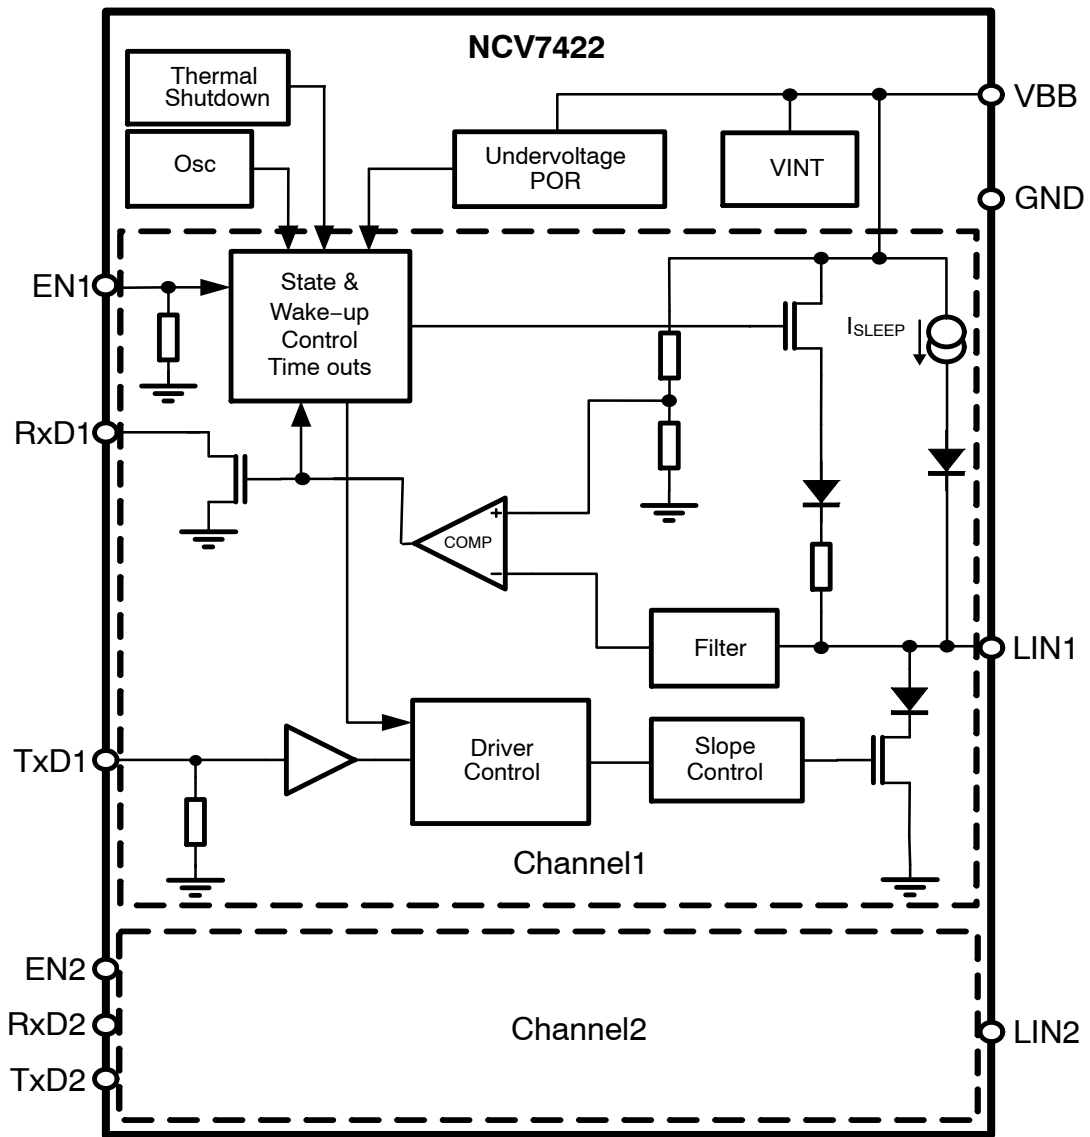 NCV7422
Thermal
Shutdown
Osc
Undervoltage
POR
VINT
VBB
GND
EN1
State &
Wake−up
Control
Time outs
ISLEEP
RxD1
+
COMP
−
Filter
LIN1
TxD1
Driver
Control
Slope
Control
Channel1
EN2
RxD2
Channel2
LIN2
TxD2